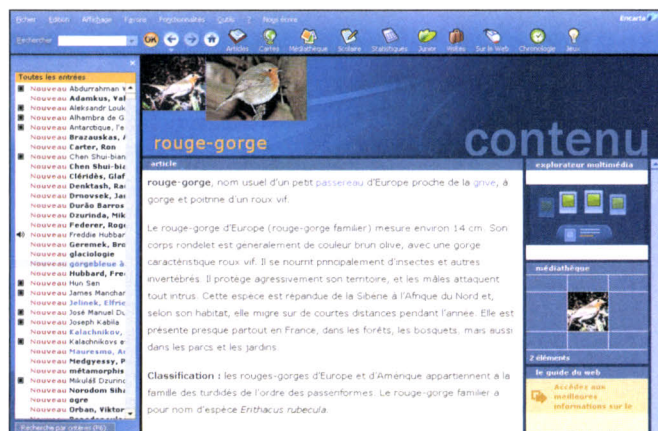 Fichier Edition Affichage Favoris Fonctionnalités Outils ? Nous écrire
Encarta
Rechercher
OK
Articles Cartes Médiathèque Scolaire Statistiques Junior Visites Sur le Web Chronologie Jeux
Toutes les entrées
Nouveau Abdurrahman
Nouveau Adamkus, Val
Nouveau Aleksandr Louk
Nouveau Alhambra de G
Nouveau Antarctique, l'e
Nouveau Brazauskas, A
Nouveau Carter, Ron
Nouveau Chen Shui-bian
Nouveau Chen Shui-bia
Nouveau Cléridès, Glaf
Nouveau Denktash, Ra
Nouveau Drnovsek, Ja
Nouveau Durão Barros
Nouveau Dzurinda, Mik
Nouveau Federer, Roge
Nouveau Freddie Hubbar
Nouveau Geremek, Bro
Nouveau glaciologie
Nouveau gorgebleue à
Nouveau Hubbard, Fre
Nouveau Hun Sen
Nouveau James Manchar
Nouveau Jelinek, Elfrie
Nouveau José Manuel Du
Nouveau Joseph Kabila
Nouveau Kalachnikov,
Nouveau Kalachnikovs e
Nouveau Mauresmo, A
Nouveau Medgyessy, P
Nouveau métamorphis
Nouveau Mikuláš Dzurind
Nouveau Norodom Siha
Nouveau ogre
Nouveau Orban, Viktor
Recherche par critères (F8)
rouge-gorge
contenu
article
rouge-gorge, nom usuel d'un petit passereau d'Europe proche de la grive, à
gorge et poitrine d'un roux vif.
Le rouge-gorge d'Europe (rouge-gorge familier) mesure environ 14 cm. Son
corps rondelet est généralement de couleur brun olive, avec une gorge
caractéristique roux vif. Il se nourrit principalement d'insectes et autres
invertébrés. Il protège agressivement son territoire, et les mâles attaquent
tout intrus. Cette espèce est répandue de la Sibérie à l'Afrique du Nord et,
selon son habitat, elle migre sur de courtes distances pendant l'année. Elle est
présente presque partout en France, dans les forêts, les bosquets, mais aussi
dans les parcs et les jardins.
Classification : les rouges-gorges d'Europe et d'Amérique appartiennent à la
famille des turdidés de l'ordre des passériformes. Le rouge-gorge familier a
pour nom d'espèce Erithacus rubecula.
explorateur multimédia
médiathèque
2 éléments
le guide du web
Accédez aux
meilleures
informations sur le